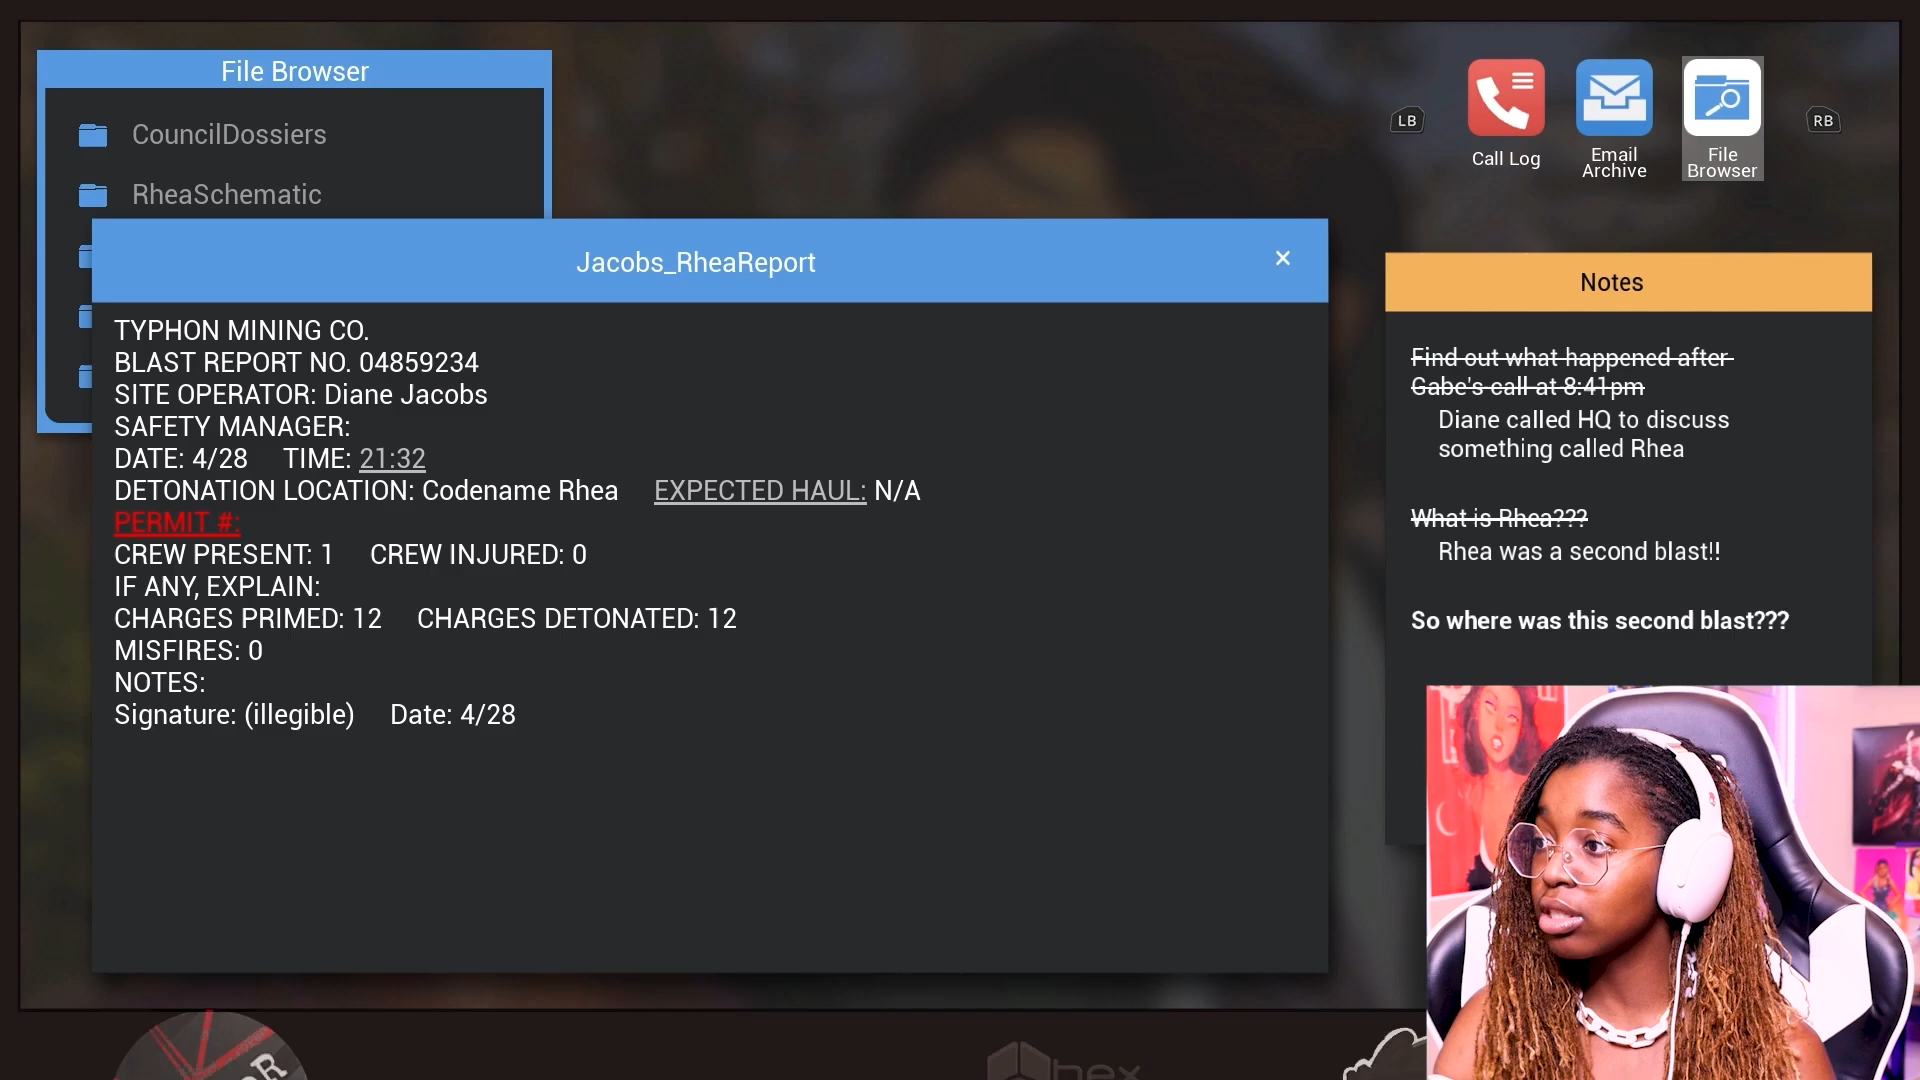 File Browser
CouncilDossiers
RheaSchematic
LB
Call Log
Email
Archive
File
Browser
RB
Jacobs_RheaReport
×
TYPHON MINING CO.
BLAST REPORT NO. 04859234
SITE OPERATOR: Diane Jacobs
SAFETY MANAGER:
DATE: 4/28 TIME: 21:32
DETONATION LOCATION: Codename Rhea EXPECTED HAUL: N/A
PERMIT #:
CREW PRESENT: 1 CREW INJURED: 0
IF ANY, EXPLAIN:
CHARGES PRIMED: 12 CHARGES DETONATED: 12
MISFIRES: 0
NOTES:
Signature: (illegible) Date: 4/28
Notes
Find out what happened after
Gabe's call at 8:41pm
Diane called HQ to discuss
something called Rhea
What is Rhea???
Rhea was a second blast!!
So where was this second blast???
hex